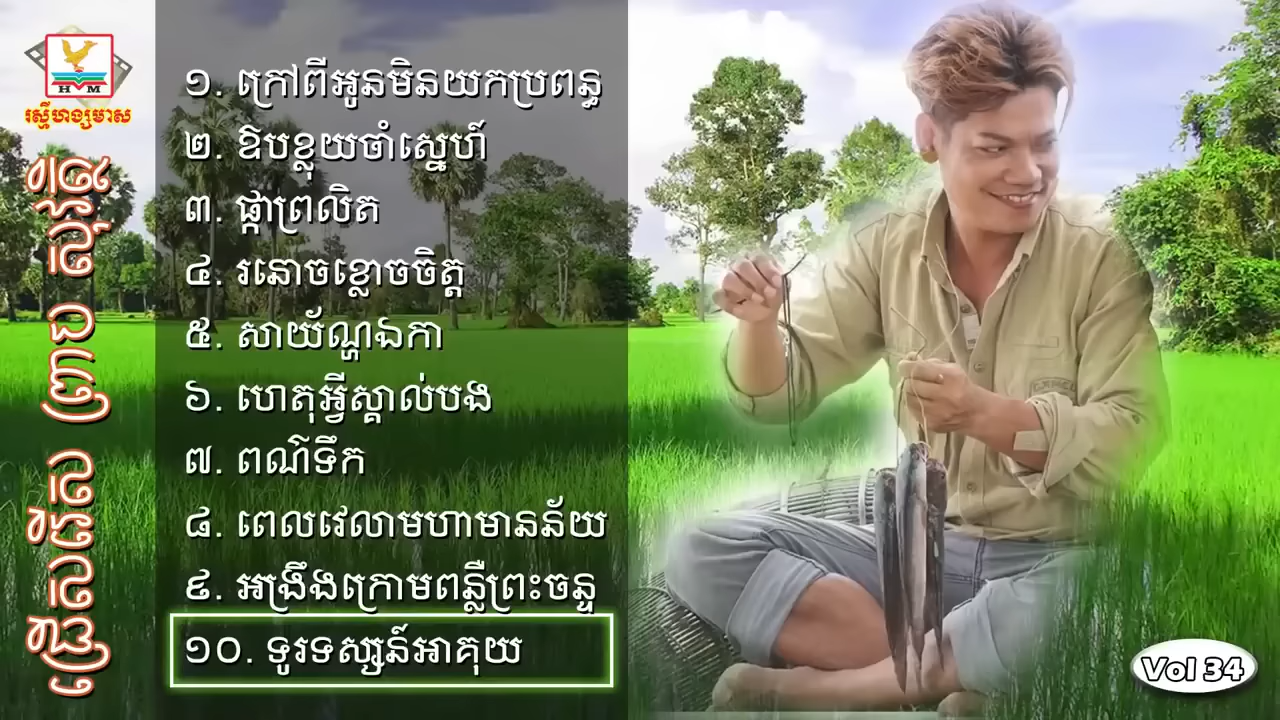 HM
រស្មីហង្សមាស
ជ្រើសរើស ព្រាប សុវត្ថិ
១. ក្រៅពីអូនមិនយកប្រពន្ធ
២. ឱបខ្លុយចាំស្នេហ៍
៣. ផ្កាព្រលិត
៤. រនោចខ្លោចចិត្ត
៥. សាយ័ណ្ហឯកា
៦. ហេតុអ្វីស្គាល់បង
៧. ពណ៌ទឹក
៨. ពេលវេលាមហាមានន័យ
៩. អង្រឹងក្រោមពន្លឺព្រះចន្ទ
១០. ទូរទស្សន៍អាគុយ
CAMEL
Vol 34